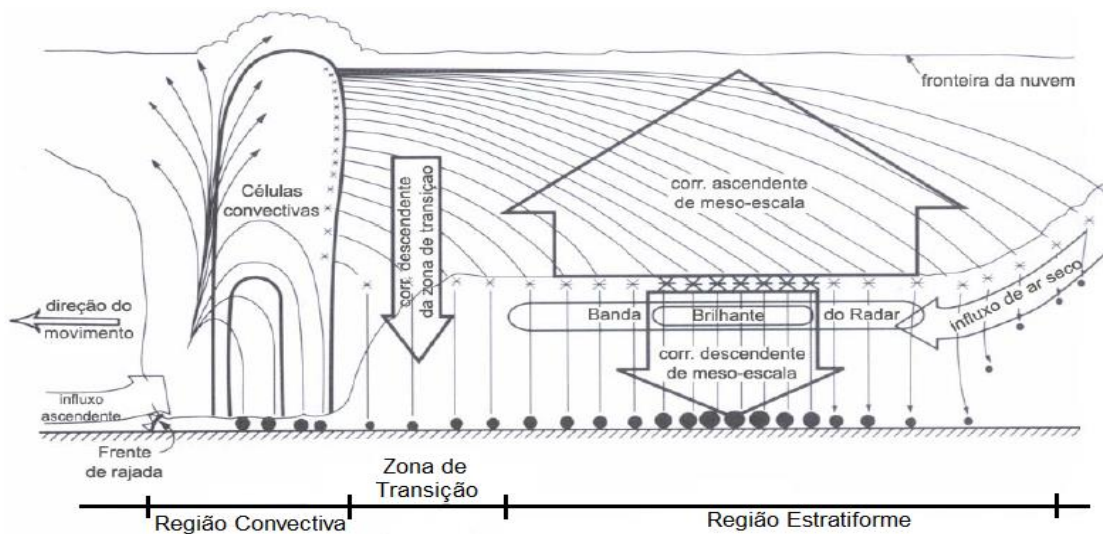 fronteira da nuvem
corr. ascendente
de meso-escala
Células
convectivas
corr. descendente
da zona de transiçao
influxo de ar seco
direção do
movimento
Banda Brilhante do Radar
corr. descendente
de meso-escala
influxo
ascendente
Frente
de rajada
Zona de
Transição
Região Convectiva
Região Estratiforme